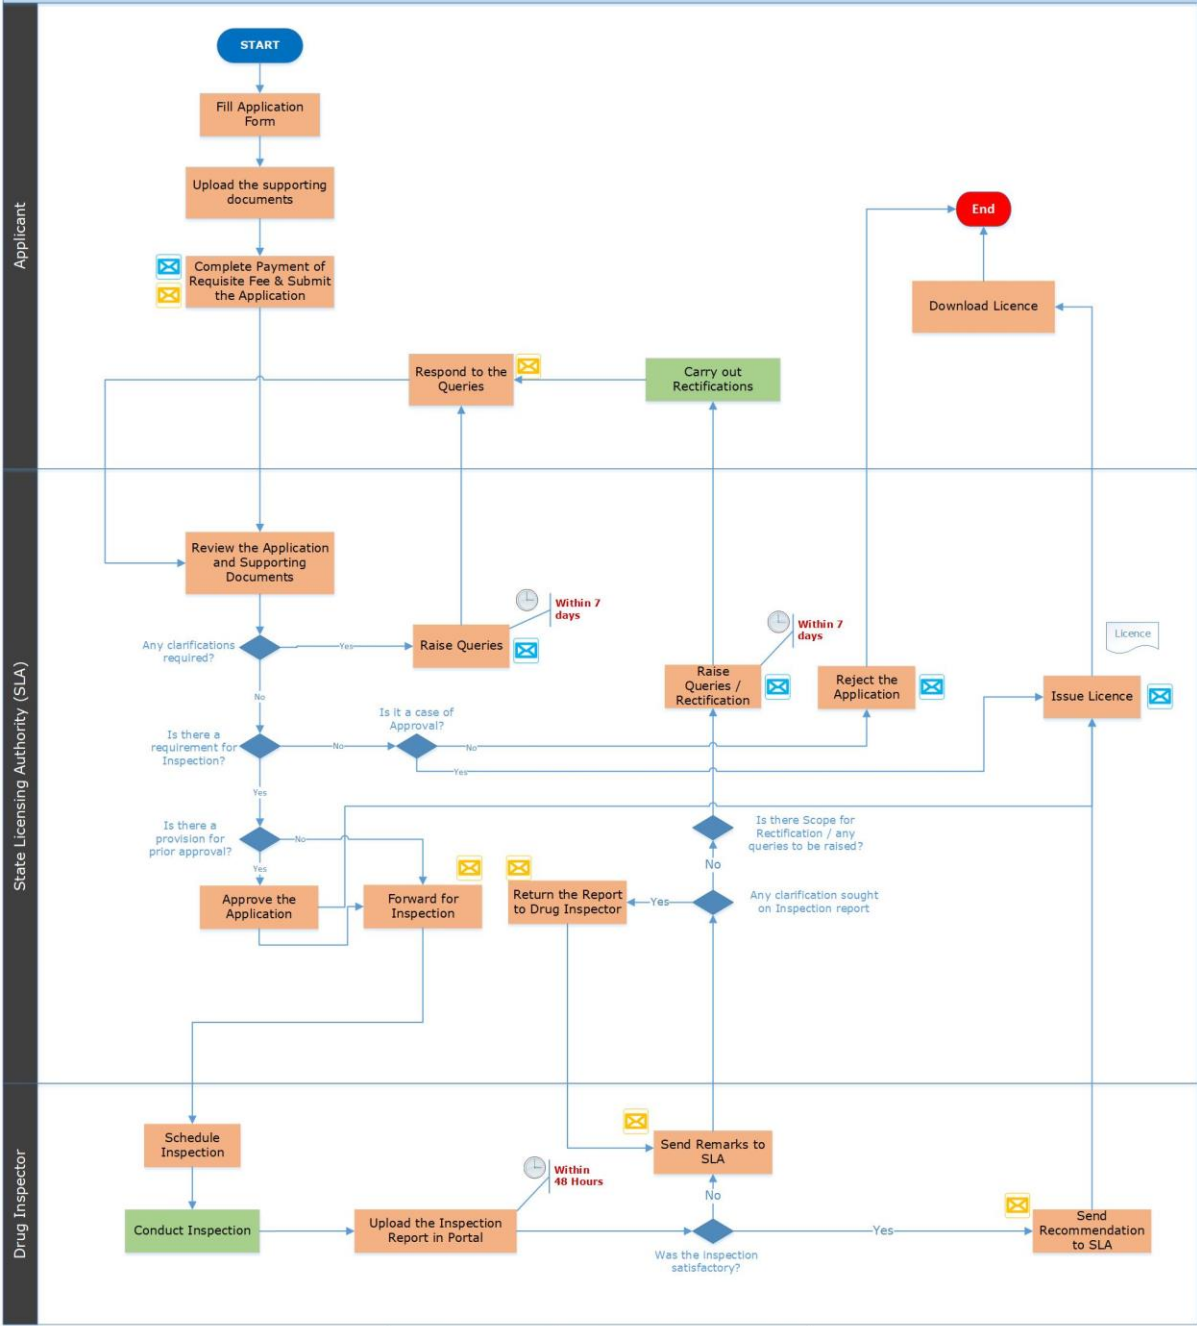 Applicant
START
Fill Application
Form
Upload the supporting
documents
Complete Payment of
Requisite Fee & Submit
the Application
End
Download Licence
Respond to the
Queries
Carry out
Rectifications
State Licensing Authority (SLA)
Review the Application
and Supporting
Documents
Any clarifications
required?
Yes
Raise Queries
Within 7
days
No
Is there a
requirement for
Inspection?
No
Is it a case of
Approval?
No
Yes
Raise
Queries /
Rectification
Within 7
days
Reject the
Application
Licence
Issue Licence
Yes
Is there a
provision for
prior approval?
No
Yes
Approve the
Application
Forward for
Inspection
Return the Report
to Drug Inspector
Yes
Is there Scope for
Rectification / any
queries to be raised?
No
Any clarification sought
on Inspection report
Drug Inspector
Schedule
Inspection
Conduct Inspection
Upload the Inspection
Report in Portal
Within
48 Hours
Send Remarks to
SLA
No
Was the inspection
satisfactory?
Yes
Send
Recommendation
to SLA